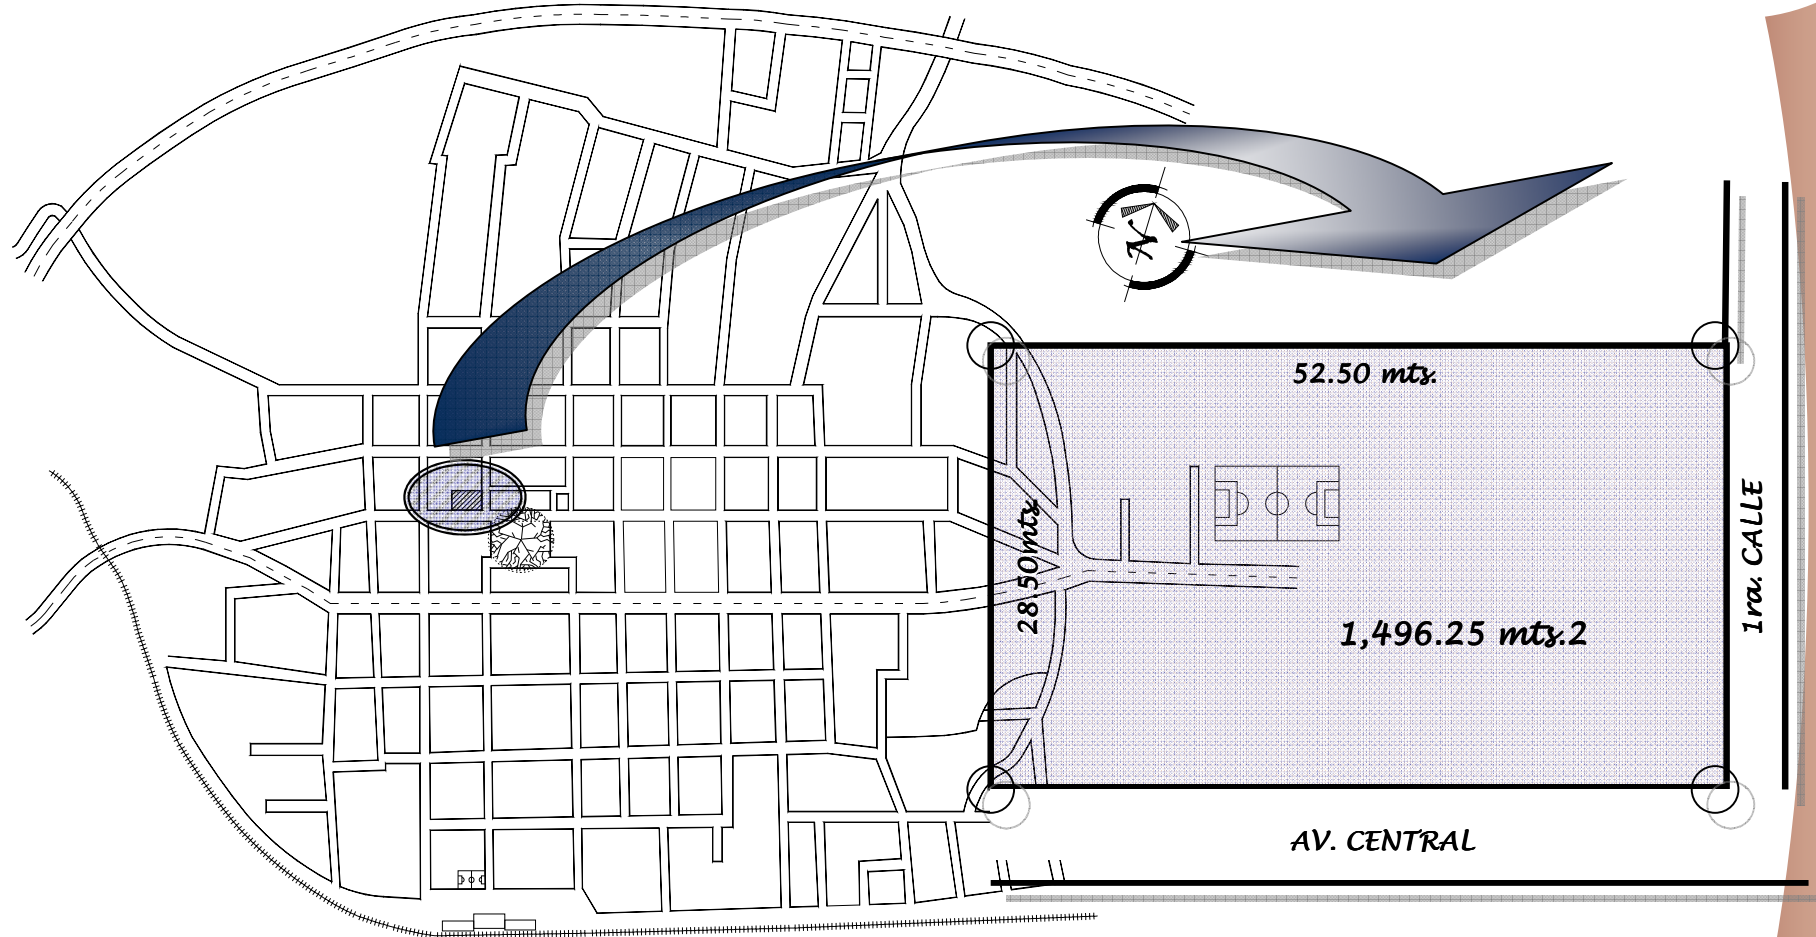 N
52.50 mts.
28.50mts.
1ra. CALLE
1,496.25 mts.2
AV. CENTRAL